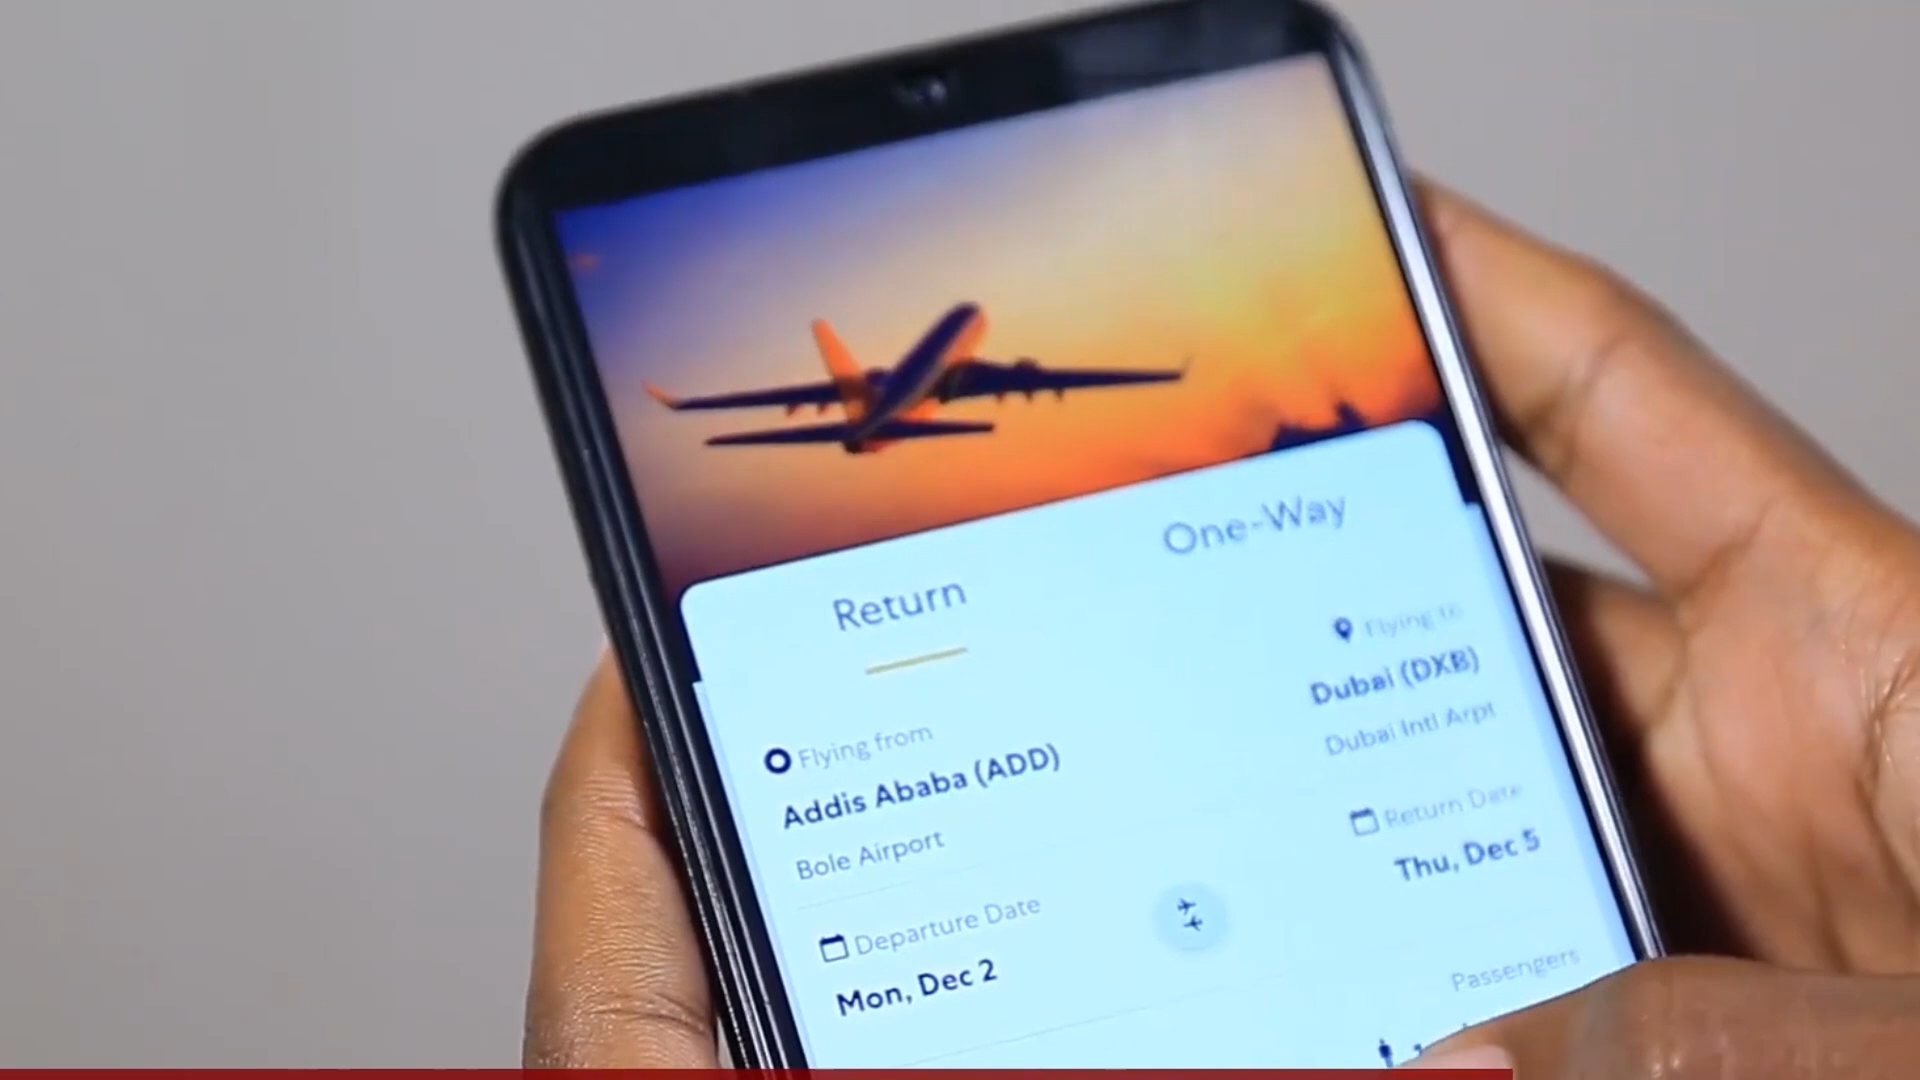 Return
One-Way
Flying from
Addis Ababa (ADD)
Bole Airport
Flying to
Dubai (DXB)
Dubai Intl Arpt
Departure Date
Mon, Dec 2
Return Date
Thu, Dec 5
Passengers